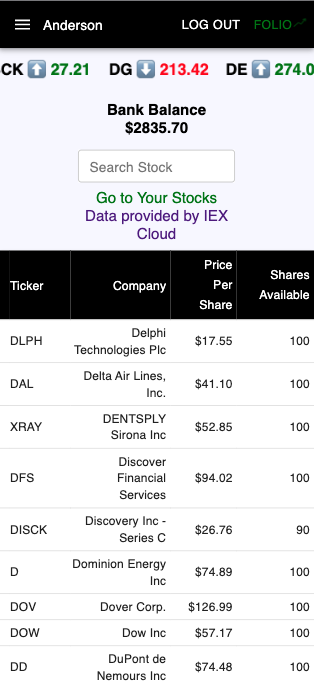 Anderson LOG OUT FOLIO
CK ⬆️ 27.21 DG ⬇️ 213.42 DE ⬆️ 274.0
Bank Balance
$2835.70
Search Stock
Go to Your Stocks
Data provided by IEX
Cloud
Ticker Company Price Per Share Shares Available
DLPH Delphi Technologies Plc $17.55 100
DAL Delta Air Lines, Inc. $41.10 100
XRAY DENTSPLY Sirona Inc $52.85 100
DFS Discover Financial Services $94.02 100
DISCK Discovery Inc - Series C $26.76 90
D Dominion Energy Inc $74.89 100
DOV Dover Corp. $126.99 100
DOW Dow Inc $57.17 100
DD DuPont de Nemours Inc $74.48 100